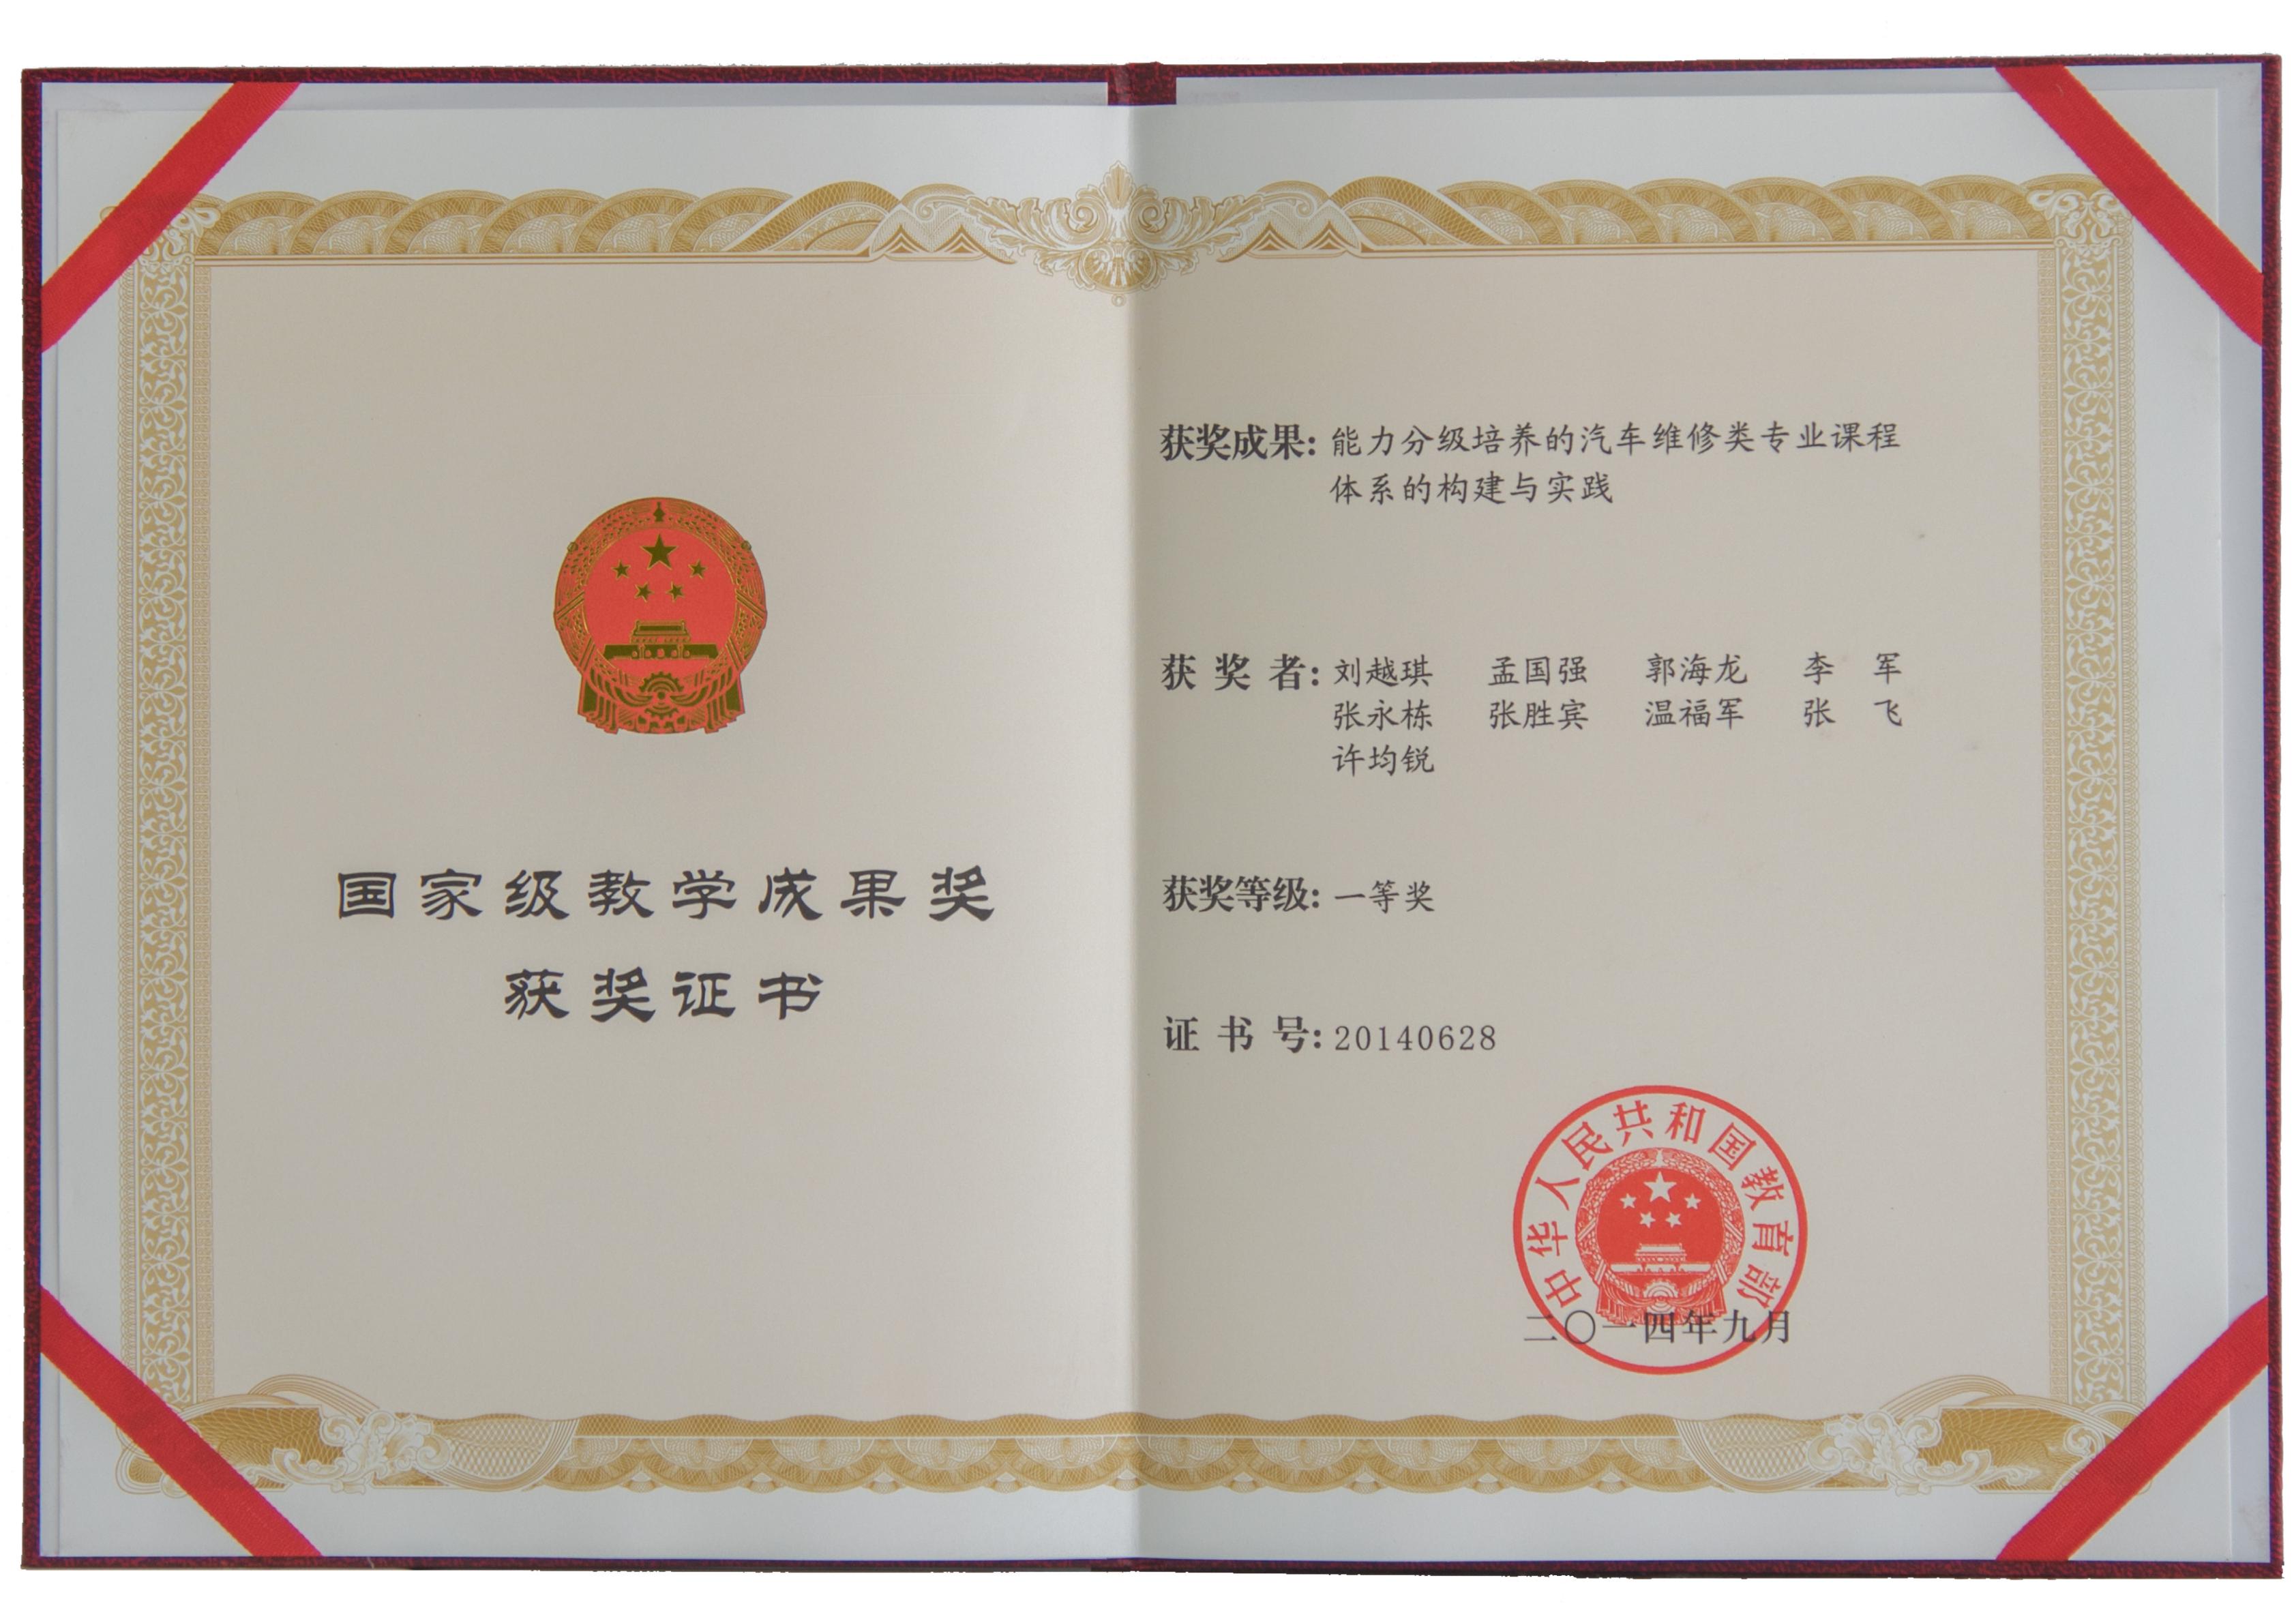 国家级教学成果奖
获奖证书
获奖成果：能力分级培养的汽车维修类专业课程
体系的构建与实践
获 奖 者：刘越琪 孟国强 郭海龙 李 军
张永栋 张胜宾 温福军 张 飞
许均锐
获奖等级：一等奖
证 书 号：20140628
中华人民共和国教育部
二〇一四年九月